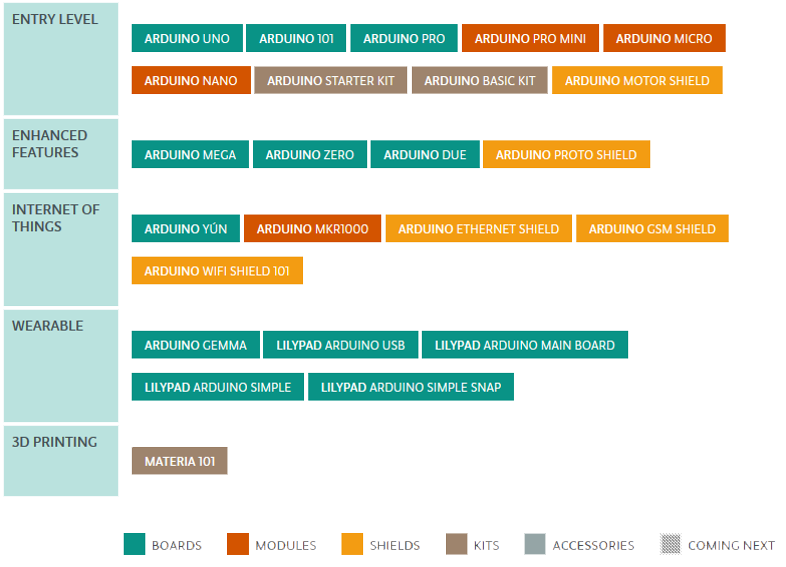 ENTRY LEVEL
ARDUINO UNO ARDUINO 101 ARDUINO PRO ARDUINO PRO MINI ARDUINO MICRO
ARDUINO NANO ARDUINO STARTER KIT ARDUINO BASIC KIT ARDUINO MOTOR SHIELD
ENHANCED
FEATURES
ARDUINO MEGA ARDUINO ZERO ARDUINO DUE ARDUINO PROTO SHIELD
INTERNET OF
THINGS
ARDUINO YÚN ARDUINO MKR1000 ARDUINO ETHERNET SHIELD ARDUINO GSM SHIELD
ARDUINO WIFI SHIELD 101
WEARABLE
ARDUINO GEMMA LILYPAD ARDUINO USB LILYPAD ARDUINO MAIN BOARD
LILYPAD ARDUINO SIMPLE LILYPAD ARDUINO SIMPLE SNAP
3D PRINTING
MATERIA 101
BOARDS MODULES SHIELDS KITS ACCESSORIES COMING NEXT